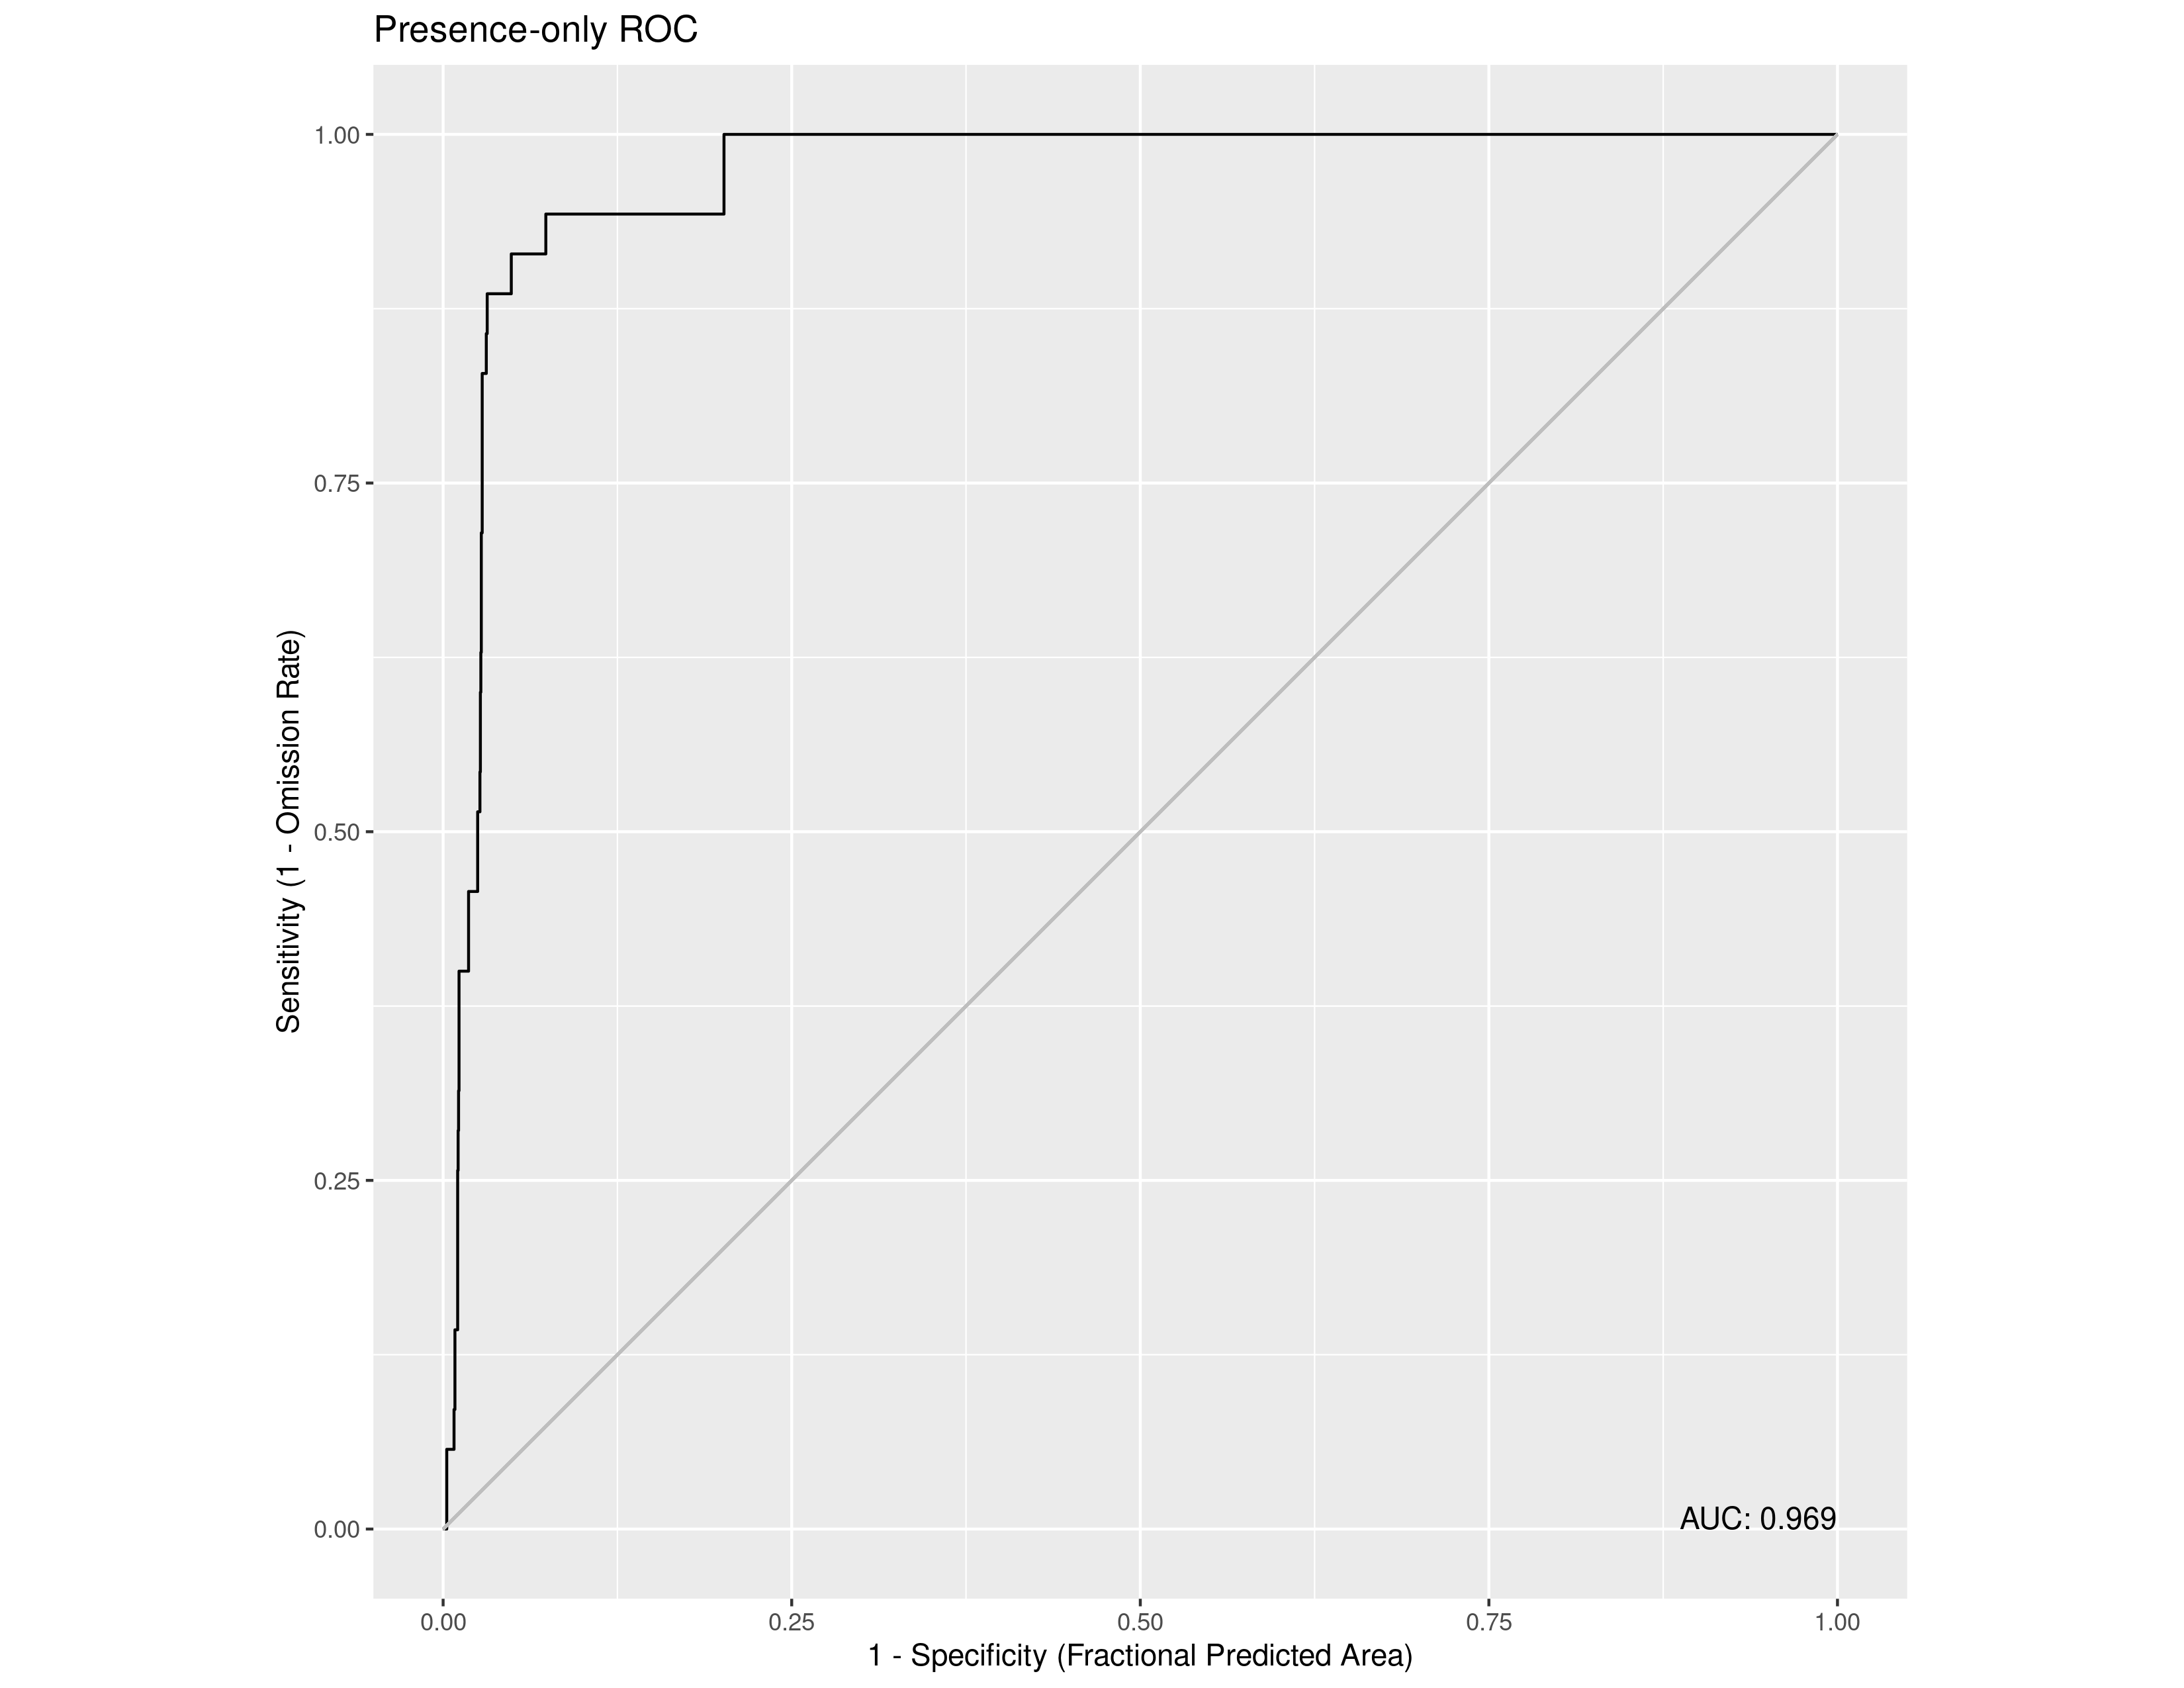 Presence-only ROC
1.00
0.75
0.50
0.25
0.00
Sensitivity (1 - Omission Rate)
AUC: 0.969
0.00 0.25 0.50 0.75 1.00
1 - Specificity (Fractional Predicted Area)